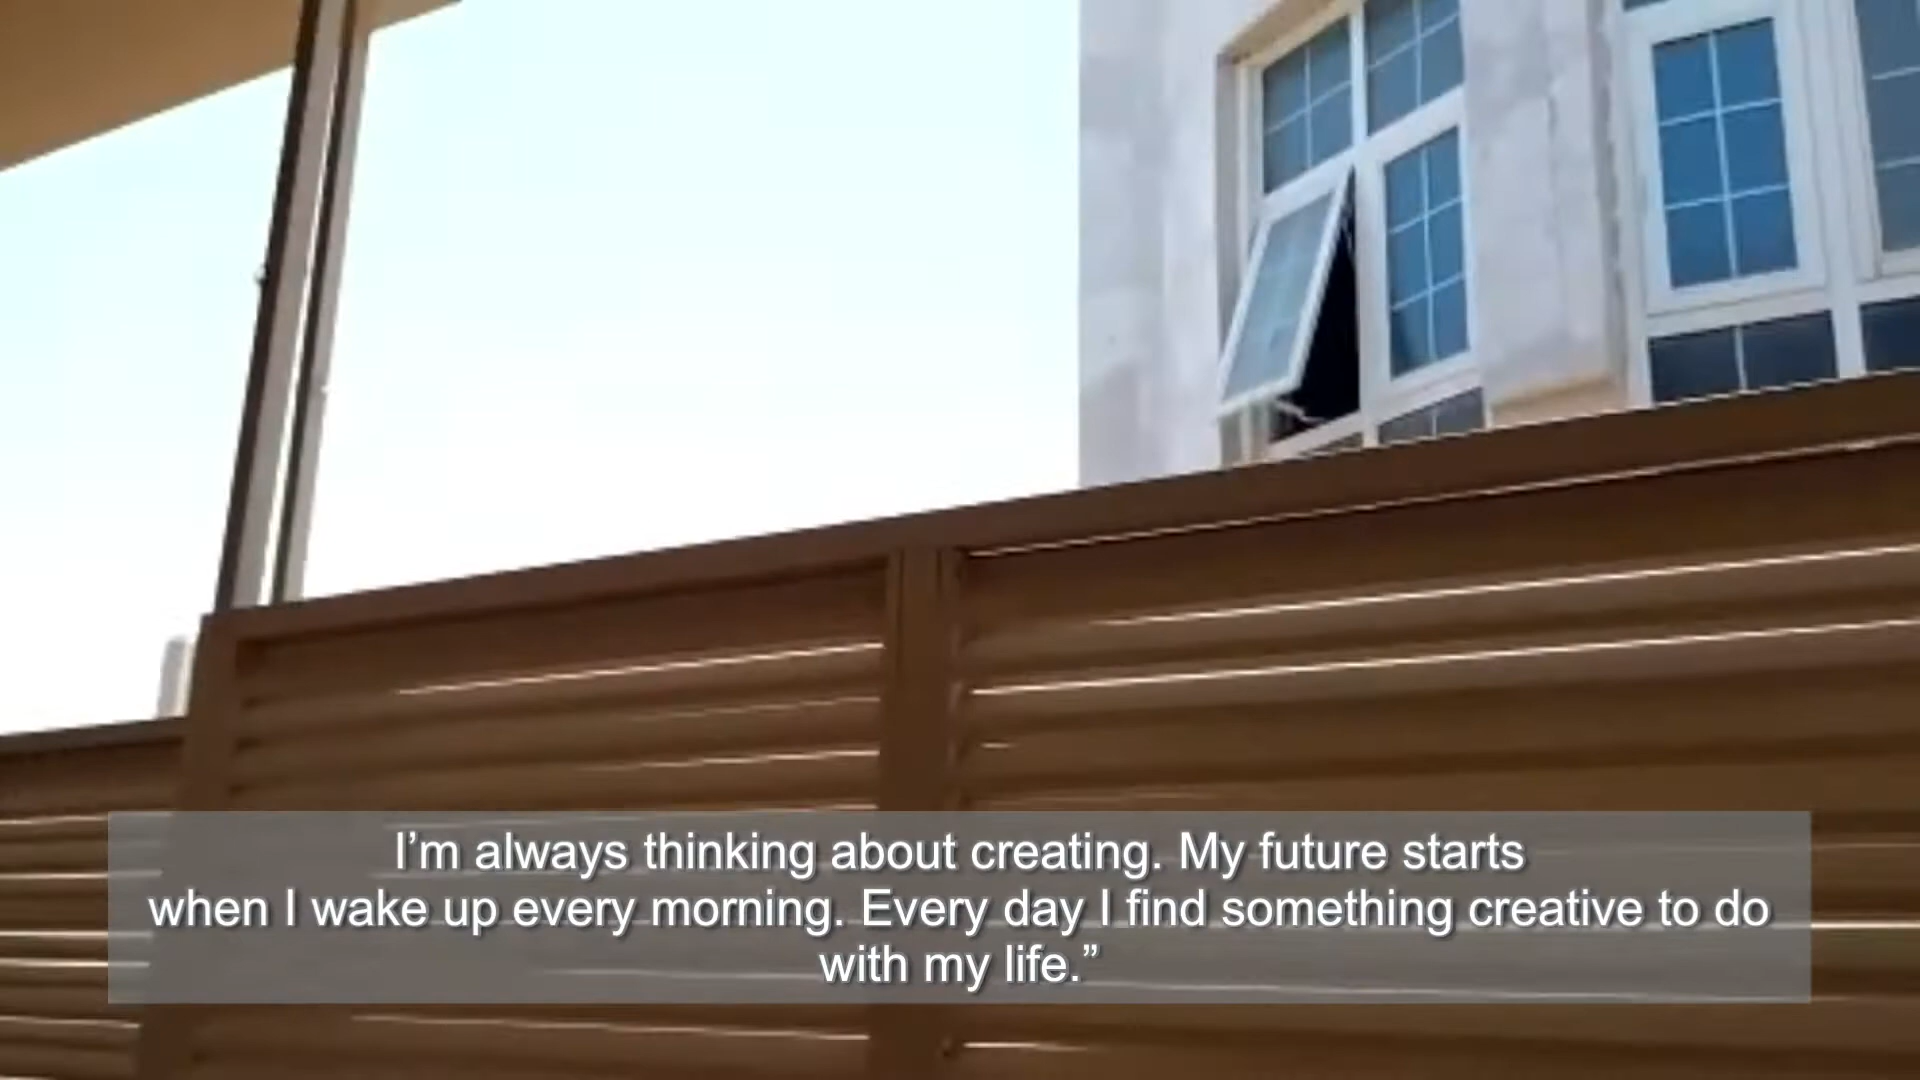 I’m always thinking about creating. My future starts
when I wake up every morning. Every day I find something creative to do
with my life.”